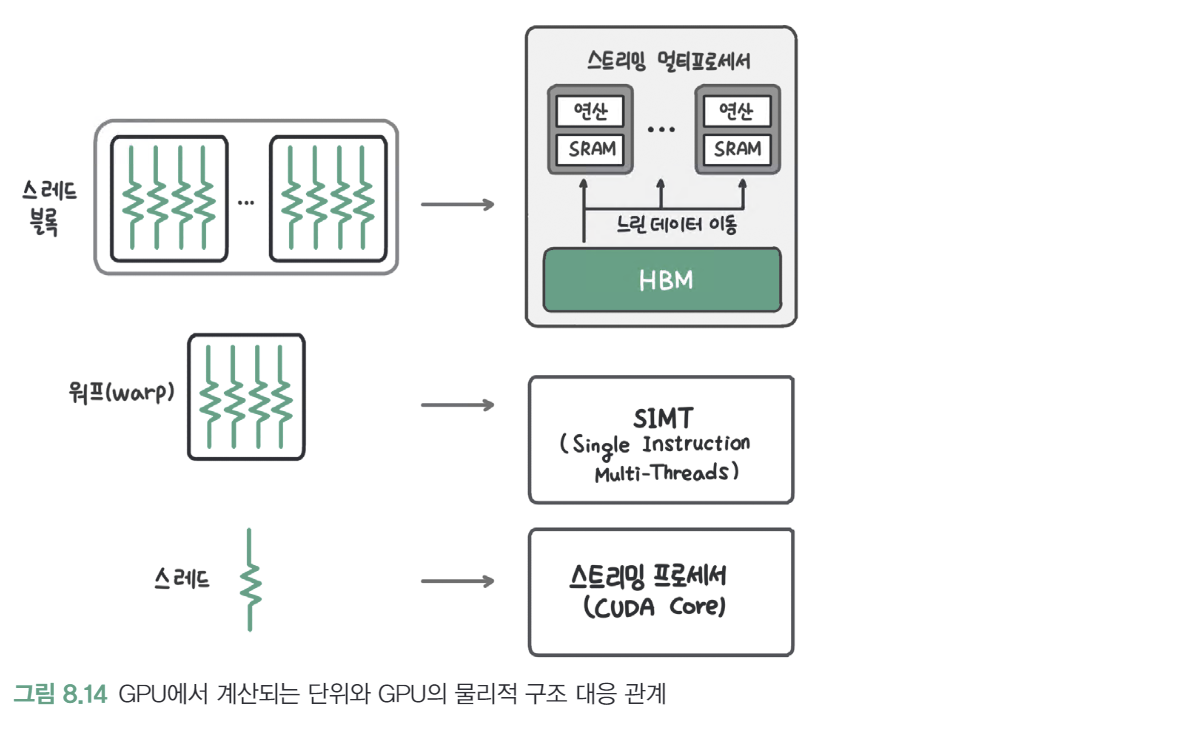 스트리밍 멀티프로세서
연산
SRAM
...
연산
SRAM
느린 데이터 이동
HBM
스레드
블록
...
워프(warp)
SIMT
(Single Instruction
Multi-Threads)
스레드
스트리밍 프로세서
(CUDA Core)
그림 8.14 GPU에서 계산되는 단위와 GPU의 물리적 구조 대응 관계